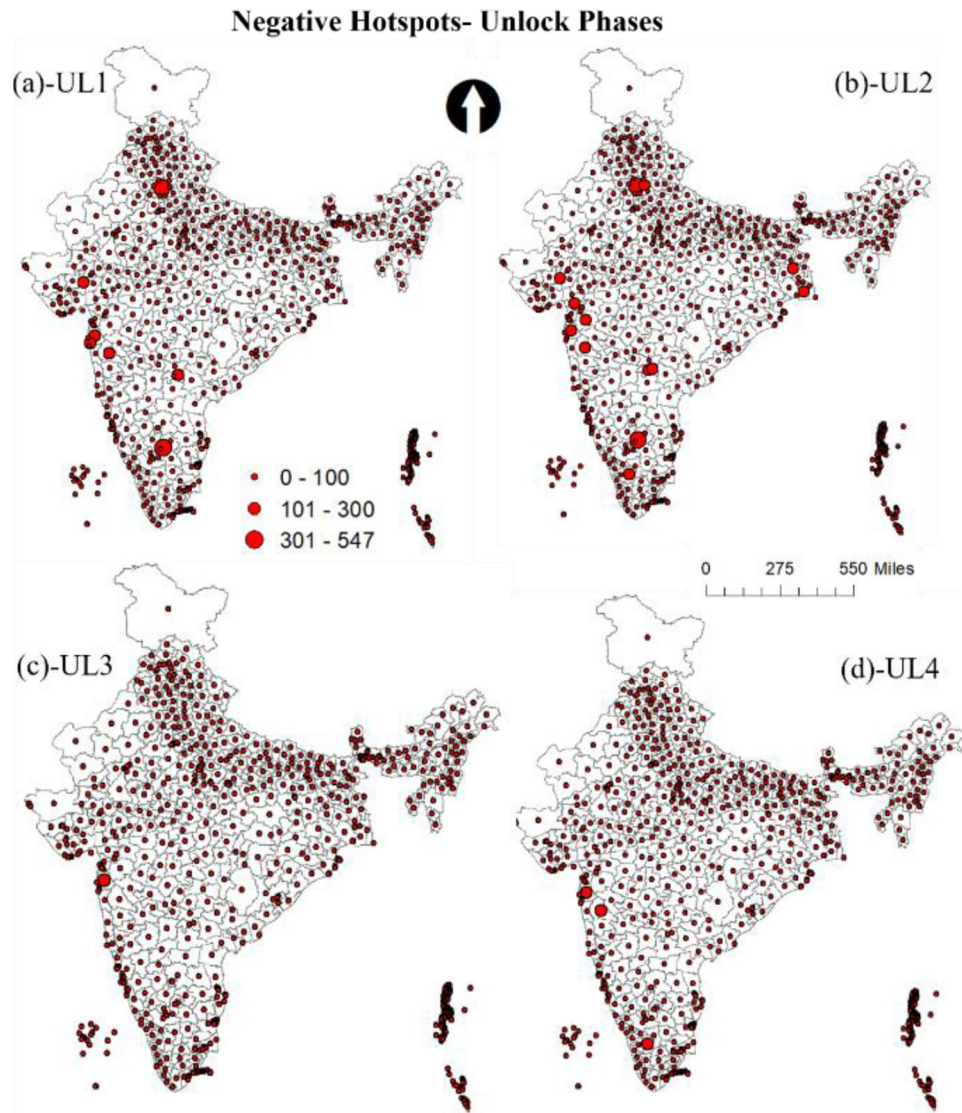 Negative Hotspots- Unlock Phases
(a)-UL1
(b)-UL2
0 - 100
101 - 300
301 - 547
0 275 550 Miles
(c)-UL3
(d)-UL4